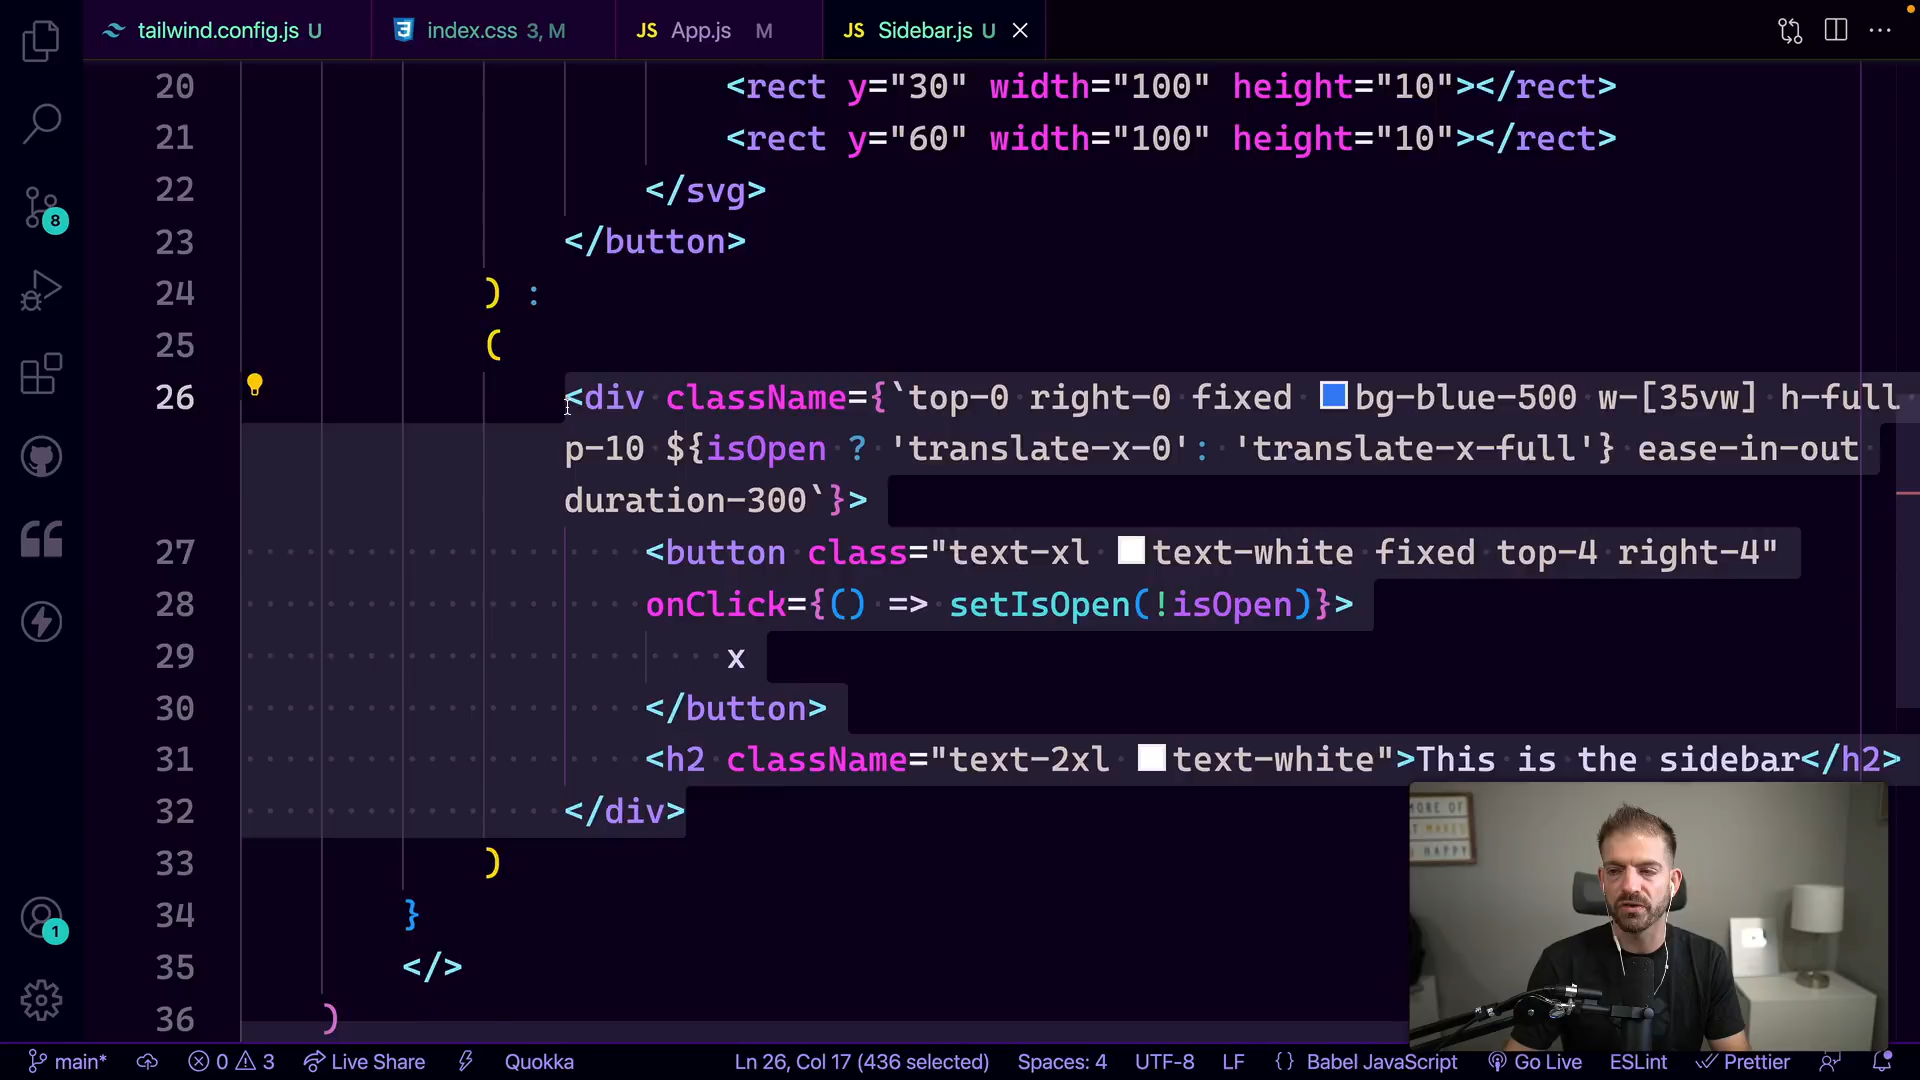 tailwind.config.js U
index.css 3, M
JS App.js M
JS Sidebar.js U
20 <rect y="30" width="100" height="10"></rect>
21 <rect y="60" width="100" height="10"></rect>
22 </svg>
23 </button>
24 ) :
25 (
26 <div className={`top-0 right-0 fixed bg-blue-500 w-[35vw] h-full
p-10 ${isOpen ? 'translate-x-0': 'translate-x-full'} ease-in-out
duration-300`}>
27 <button class="text-xl text-white fixed top-4 right-4"
28 onClick={() => setIsOpen(!isOpen)}>
29 x
30 </button>
31 <h2 className="text-2xl text-white">This is the sidebar</h2>
32 </div>
33 )
34 }
35 </>
36 )
8
1
MORE OF
MAKES
HAPPY
main* 0 3 Live Share Quokka Ln 26, Col 17 (436 selected) Spaces: 4 UTF-8 LF {} Babel JavaScript Go Live ESLint Prettier